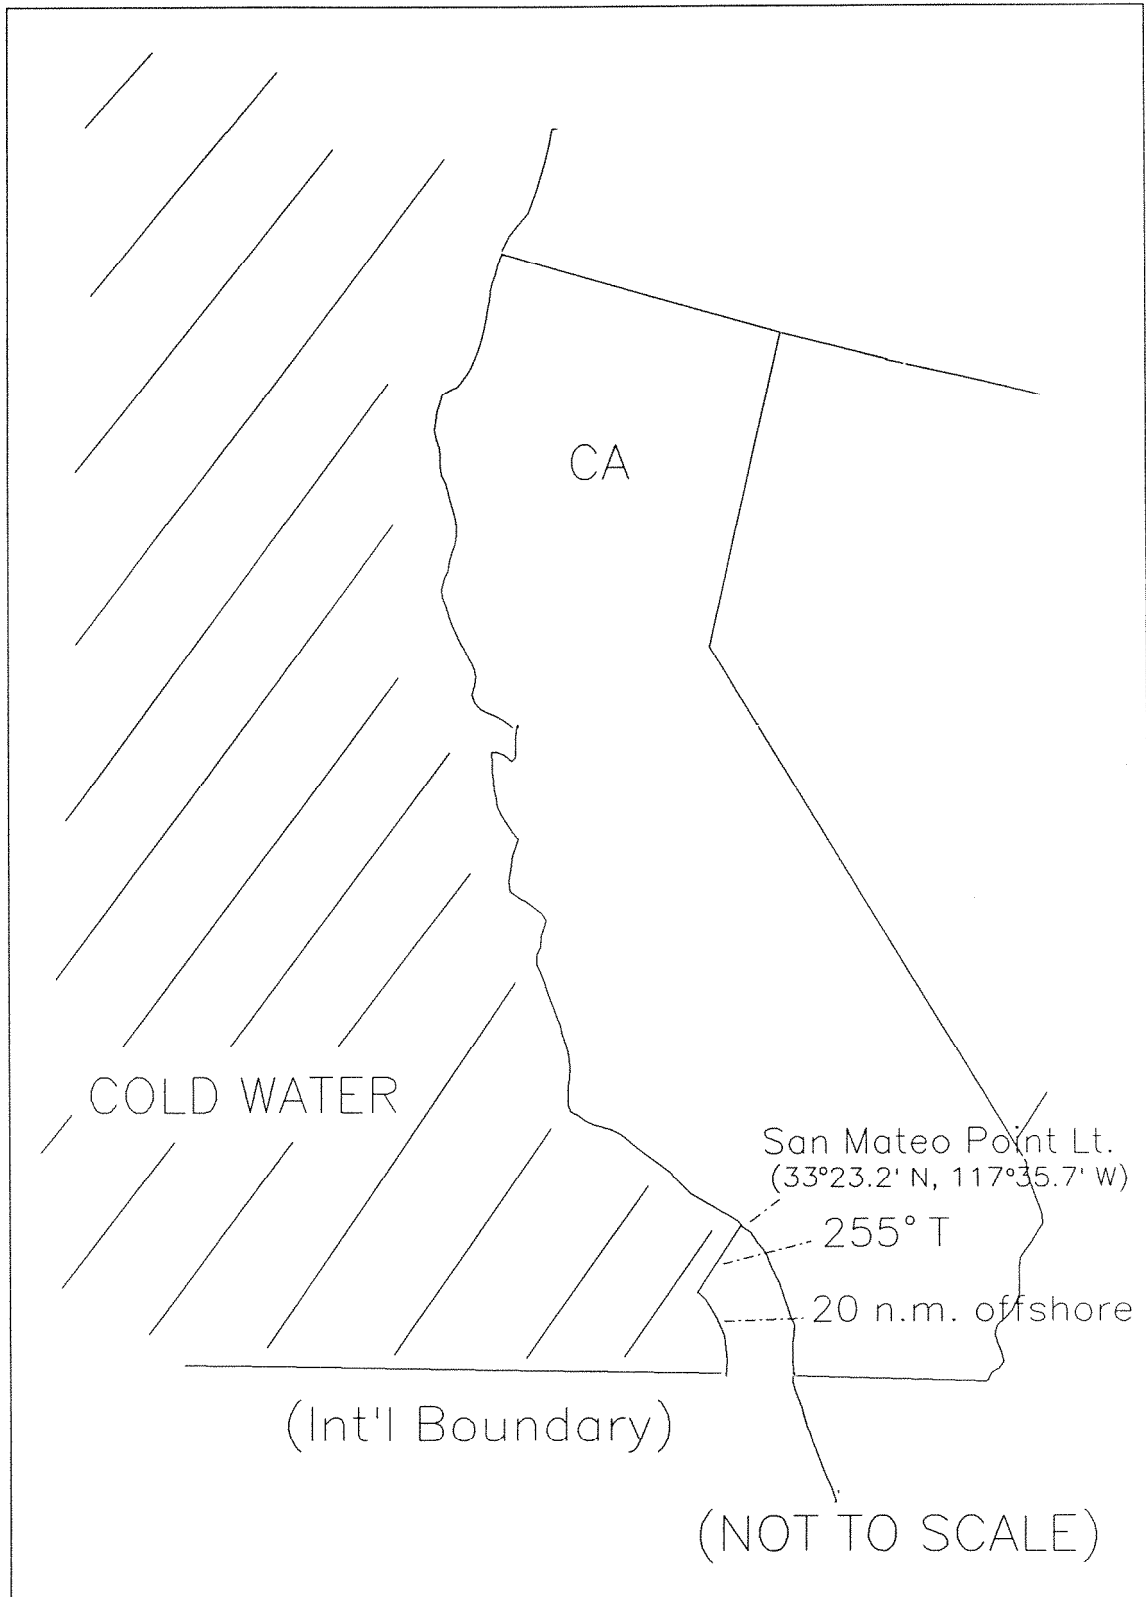 CA
COLD WATER
San Mateo Point Lt.
(33°23.2' N, 117°35.7' W)
255° T
20 n.m. offshore
(Int'l Boundary)
(NOT TO SCALE)